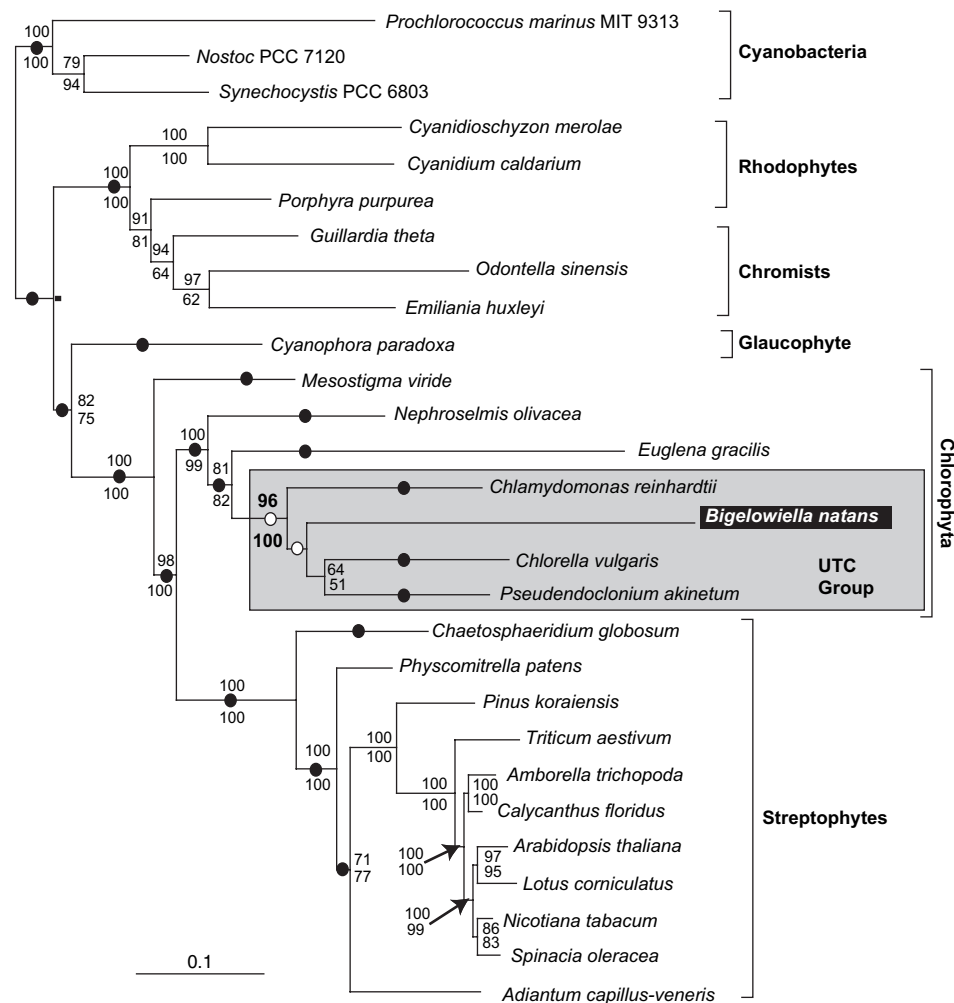 Prochlorococcus marinus MIT 9313
100
100
Cyanobacteria
Nostoc PCC 7120
79
94
Synechocystis PCC 6803
Cyanidioschyzon merolae
100
100
Cyanidium caldarium
Rhodophytes
100
100
Porphyra purpurea
91
81
Guillardia theta
94
64
Odontella sinensis
97
62
Chromists
Emiliania huxleyi
Cyanophora paradoxa
Glaucophyte
Mesostigma viride
82
75
Nephroselmis olivacea
100
99
Euglena gracilis
81
82
Chlorophyta
100
100
Chlamydomonas reinhardtii
96
100
Bigelowiella natans
Chlorella vulgaris
64
51
UTC
Group
98
100
Pseudendoclonium akinetum
Chaetosphaeridium globosum
Physcomitrella patens
100
100
Pinus koraiensis
Streptophytes
Triticum aestivum
100
100
100
100
Amborella trichopoda
100
100
100
100
Calycanthus floridus
Arabidopsis thaliana
100
100
97
95
71
77
Lotus corniculatus
100
99
Nicotiana tabacum
86
83
Spinacia oleracea
0.1
Adiantum capillus-veneris